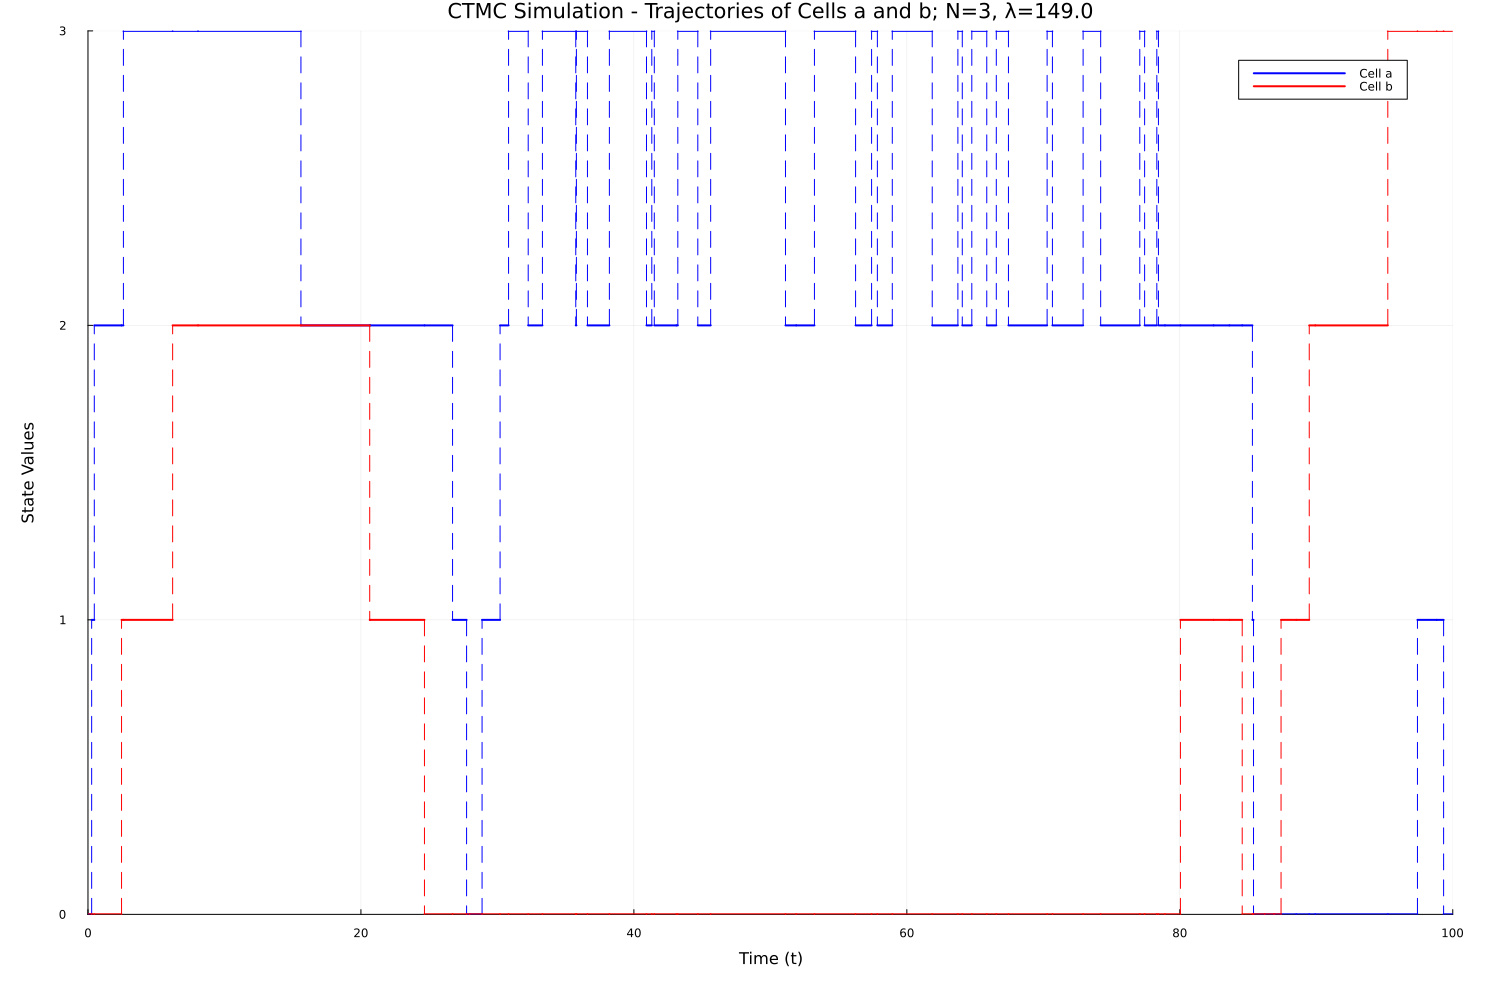 CTMC Simulation - Trajectories of Cells a and b; N=3, λ=149.0
3
Cell a
Cell b
2
State Values
1
0
0 20 40 60 80 100
Time (t)